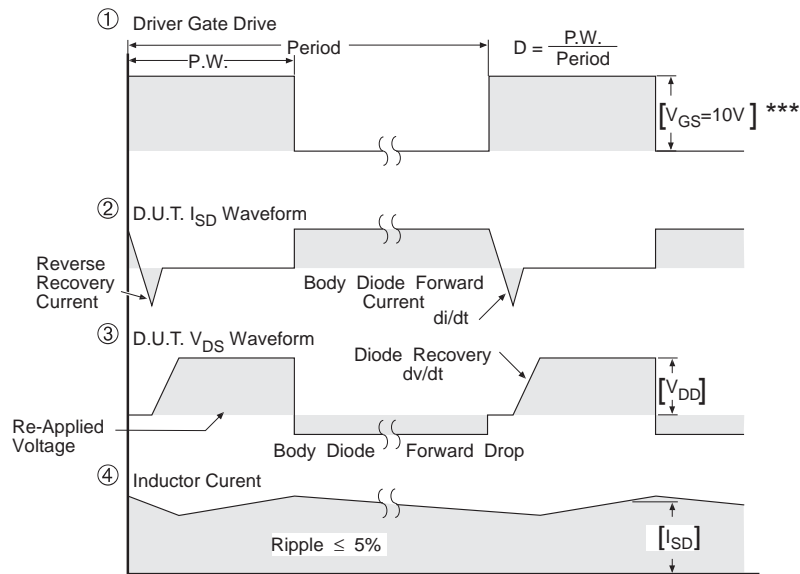 ① Driver Gate Drive
P.W.
Period
D = P.W. / Period
[VGS=10V] ***
② D.U.T. ISD Waveform
Reverse
Recovery
Current
Body Diode Forward
Current
di/dt
③ D.U.T. VDS Waveform
Diode Recovery
dv/dt
[VDD]
Re-Applied
Voltage
Body Diode Forward Drop
④ Inductor Curent
Ripple ≤ 5%
[ISD]